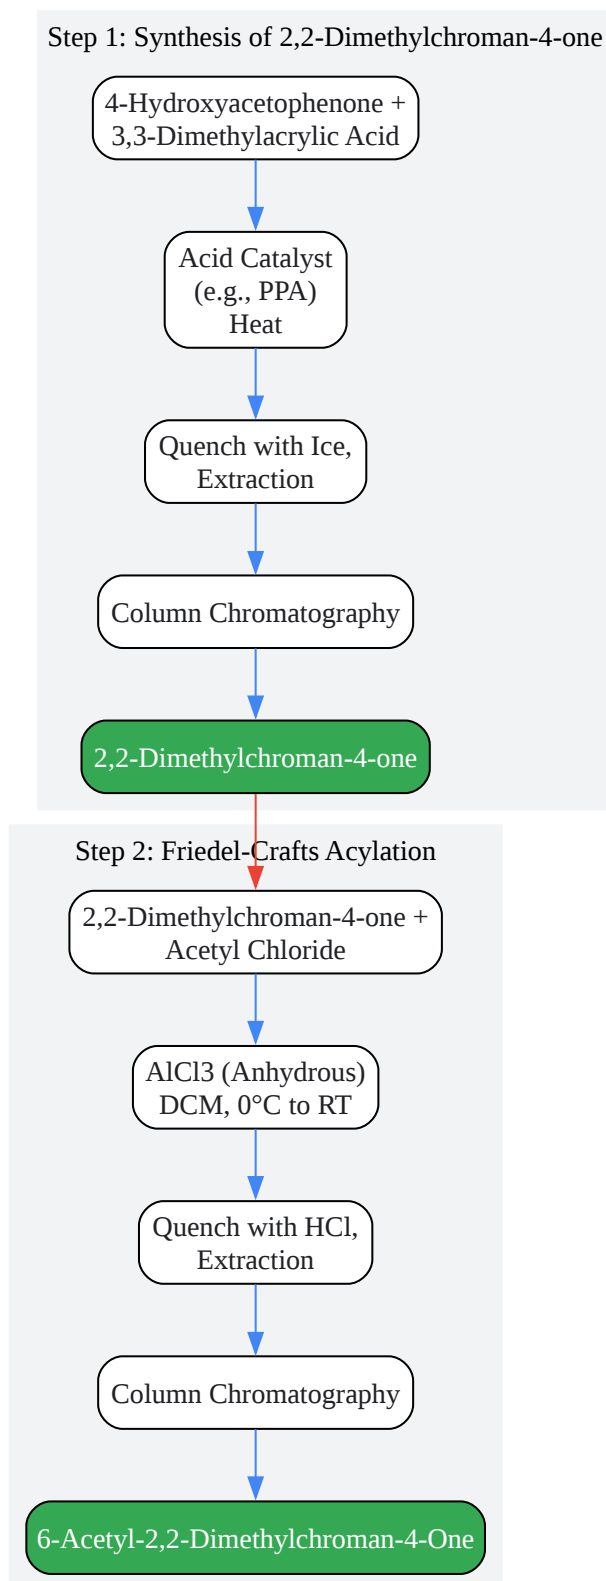 Step 1: Synthesis of 2,2-Dimethylchroman-4-one
4-Hydroxyacetophenone +
3,3-Dimethylacrylic Acid
Acid Catalyst
(e.g., PPA)
Heat
Quench with Ice,
Extraction
Column Chromatography
2,2-Dimethylchroman-4-one
Step 2: Friedel-Crafts Acylation
2,2-Dimethylchroman-4-one +
Acetyl Chloride
AlCl3 (Anhydrous)
DCM, 0°C to RT
Quench with HCl,
Extraction
Column Chromatography
6-Acetyl-2,2-Dimethylchroman-4-One